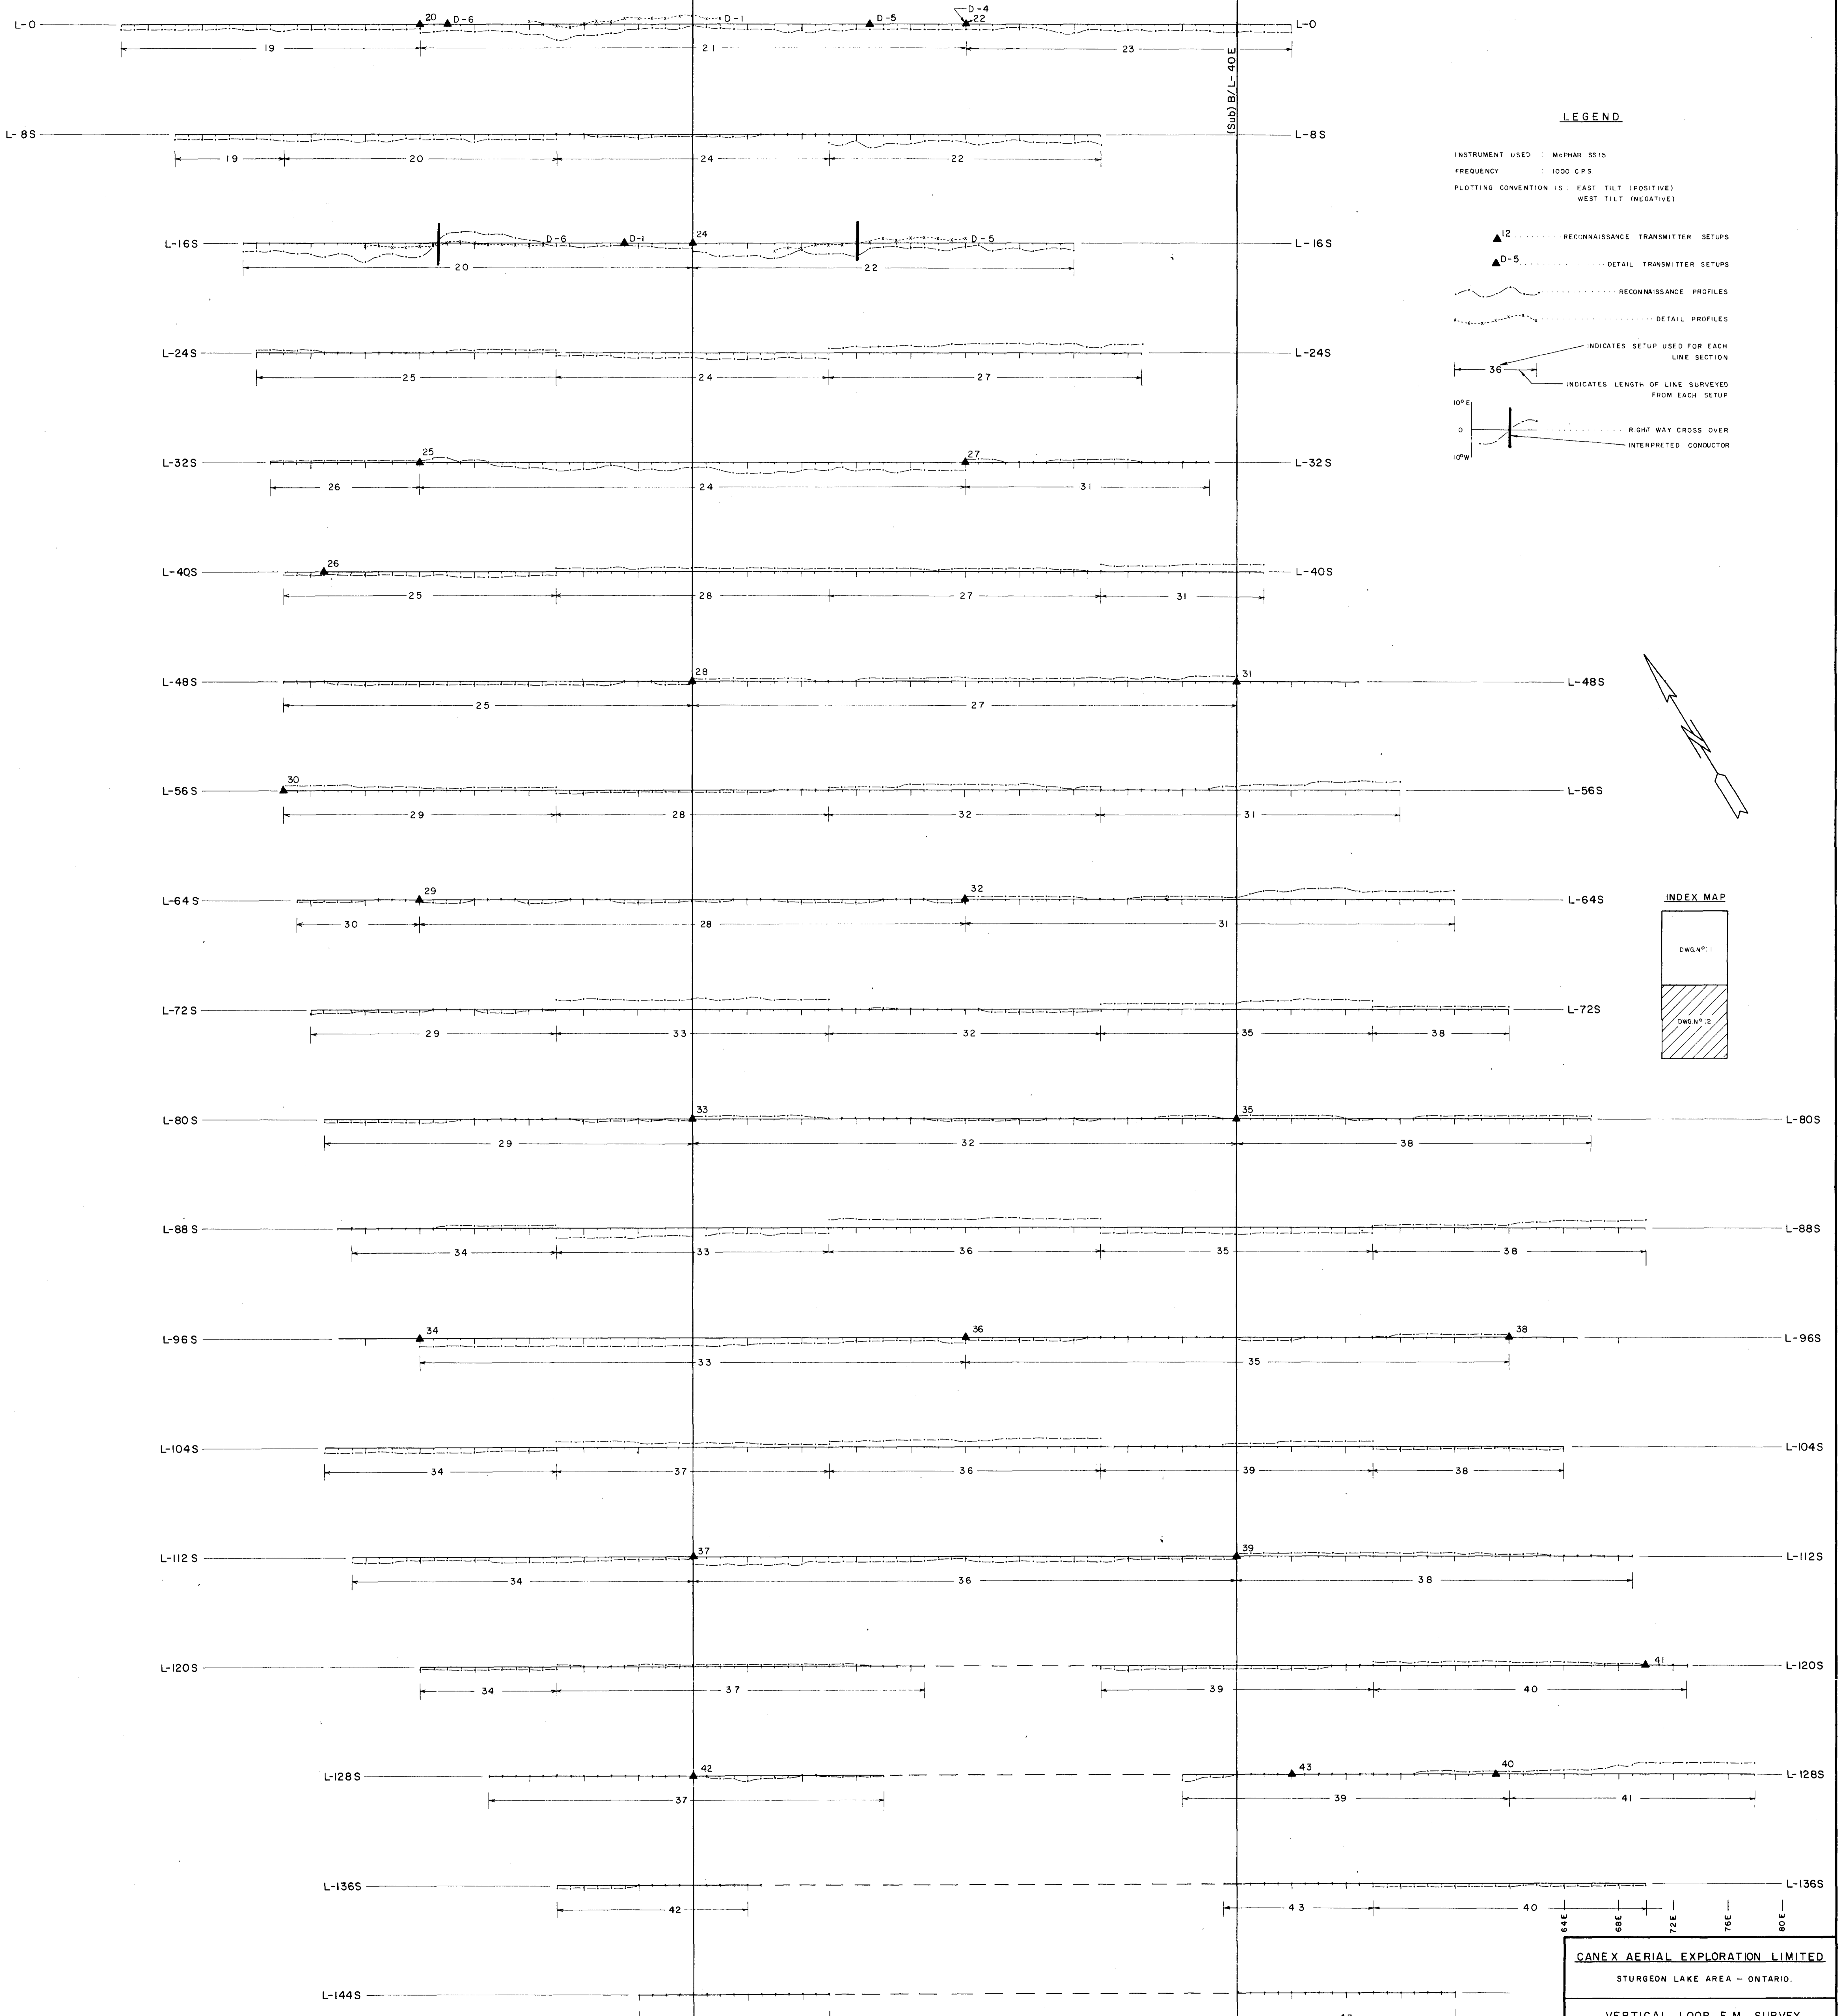 L-O 20 D-6 D-1 D-5 D-4 22 L-O
19 21 23
(Sub) B/L-40E
L-8S L-8S
19 20 24 22
L-16S D-6 D-1 24 D-5 L-16S
20 22
L-24S L-24S
25 24 27
L-32S 25 27 L-32S
26 24 31
L-40S 26 L-40S
25 28 27 31
L-48S 28 31 L-48S
25 27
L-56S 30 L-56S
29 28 32 31
L-64S 29 32 L-64S
30 28 31
L-72S L-72S
29 33 32 35 38
L-80S 33 35 L-80S
29 32 38
L-88S L-88S
34 33 36 35 38
L-96S 34 36 38 L-96S
33 35
L-104S L-104S
34 37 36 39 38
L-112S 37 39 L-112S
34 36 38
L-120S 41 L-120S
34 37 39 40
L-128S 42 43 40 L-128S
37 39 41
L-136S L-136S
42 43 40
64E 68E 72E 76E 80E
L-144S
LEGEND
INSTRUMENT USED : McPHAR SS15
FREQUENCY : 1000 C.P.S
PLOTTING CONVENTION IS : EAST TILT (POSITIVE)
WEST TILT (NEGATIVE)
12 RECONNAISSANCE TRANSMITTER SETUPS
D-5 DETAIL TRANSMITTER SETUPS
RECONNAISSANCE PROFILES
DETAIL PROFILES
INDICATES SETUP USED FOR EACH
LINE SECTION
36
INDICATES LENGTH OF LINE SURVEYED
FROM EACH SETUP
10° E
0 RIGHT WAY CROSS OVER
INTERPRETED CONDUCTOR
10° W
INDEX MAP
DWG.Nº:1
DWG.Nº:2
CANEX AERIAL EXPLORATION LIMITED
STURGEON LAKE AREA – ONTARIO.
VERTICAL LOOP E.M. SURVEY